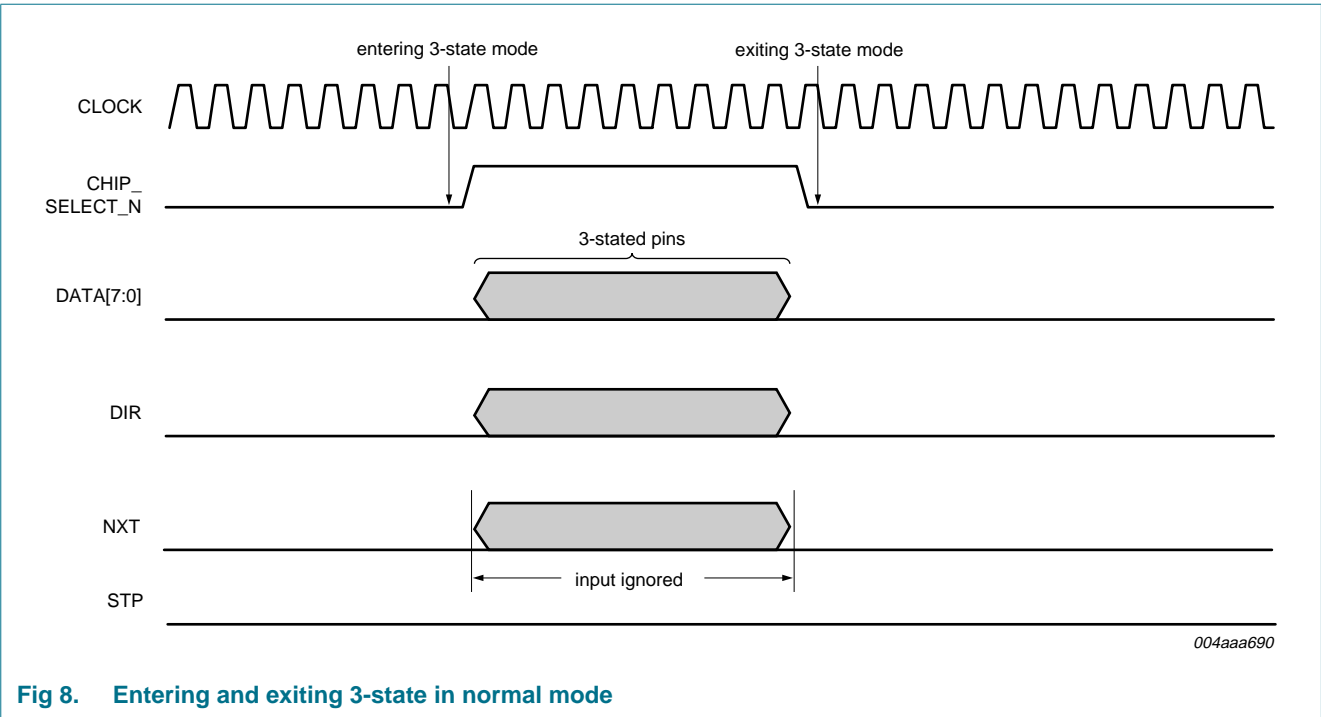 entering 3-state mode
exiting 3-state mode
CLOCK
CHIP_
SELECT_N
3-stated pins
DATA[7:0]
DIR
NXT
input ignored
STP
004aaa690
Fig 8. Entering and exiting 3-state in normal mode